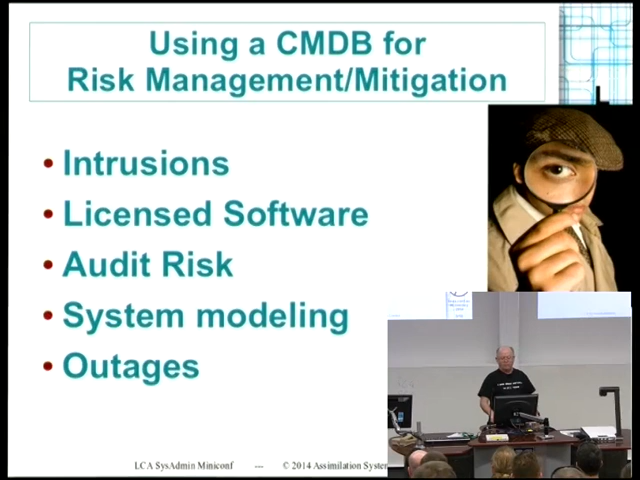 Using a CMDB for
Risk Management/Mitigation
• Intrusions
• Licensed Software
• Audit Risk
• System modeling
• Outages
LCA SysAdmin Miniconf --- © 2014 Assimilation System